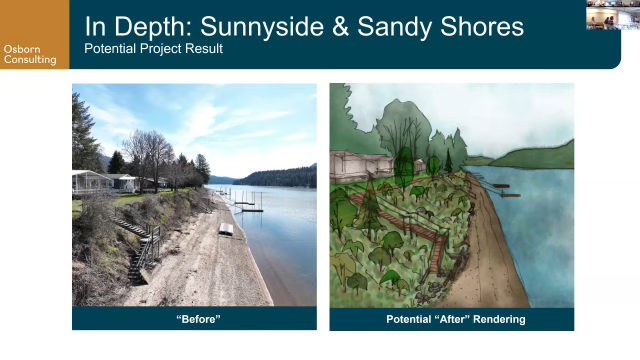 In Depth: Sunnyside & Sandy Shores
Potential Project Result
Osborn
Consulting
“Before”
Potential “After” Rendering